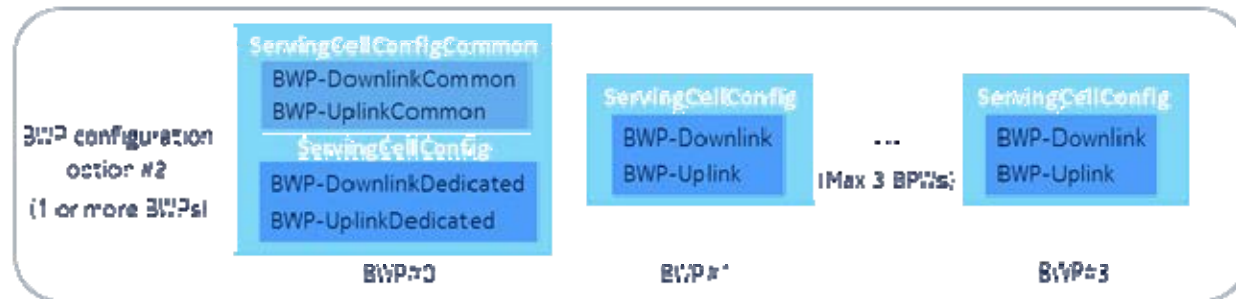 ServingCellConfigCommon
BWP-DownlinkCommon
BWP-UplinkCommon
ServingCellConfig
BWP-DownlinkDedicated
BWP-UplinkDedicated
BWP#0
BWP configuration
option #2
(1 or more BWPs)
ServingCellConfig
BWP-Downlink
BWP-Uplink
BWP#1
...
(Max 3 BPWs)
ServingCellConfig
BWP-Downlink
BWP-Uplink
BWP#3